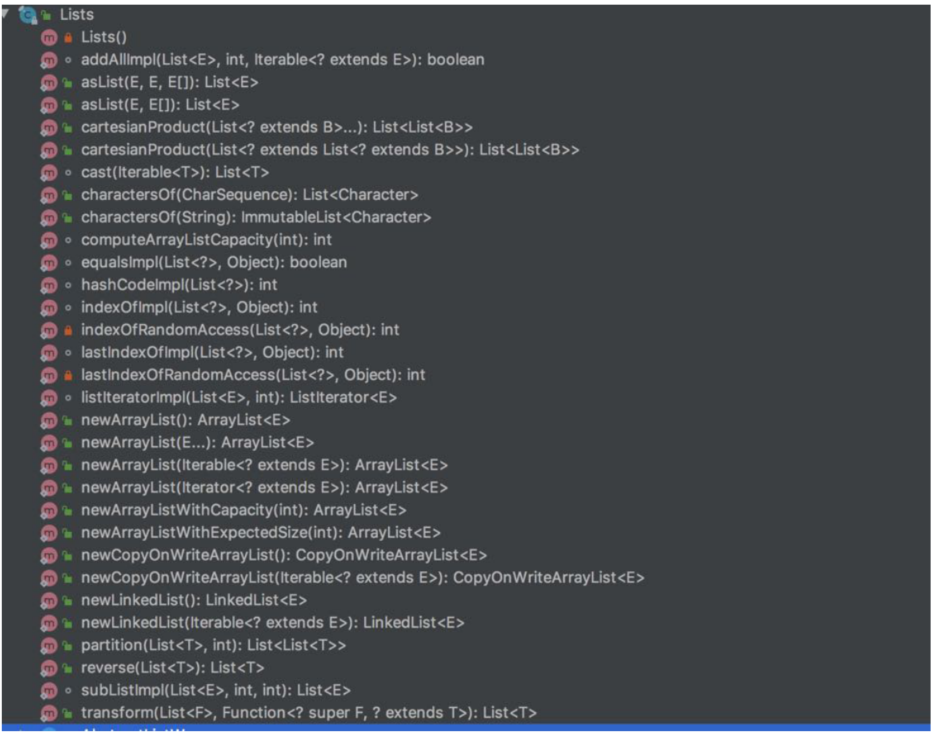 Lists
Lists()
addAllImpl(List<E>, int, Iterable<? extends E>): boolean
asList(E, E, E[]): List<E>
asList(E, E[]): List<E>
cartesianProduct(List<? extends B>...): List<List<B>>
cartesianProduct(List<? extends List<? extends B>>): List<List<B>>
cast(Iterable<T>): List<T>
charactersOf(CharSequence): List<Character>
charactersOf(String): ImmutableList<Character>
computeArrayListCapacity(int): int
equalsImpl(List<?>, Object): boolean
hashCodeImpl(List<?>): int
indexOfImpl(List<?>, Object): int
indexOfRandomAccess(List<?>, Object): int
lastIndexOfImpl(List<?>, Object): int
lastIndexOfRandomAccess(List<?>, Object): int
listIteratorImpl(List<E>, int): ListIterator<E>
newArrayList(): ArrayList<E>
newArrayList(E...): ArrayList<E>
newArrayList(Iterable<? extends E>): ArrayList<E>
newArrayList(Iterator<? extends E>): ArrayList<E>
newArrayListWithCapacity(int): ArrayList<E>
newArrayListWithExpectedSize(int): ArrayList<E>
newCopyOnWriteArrayList(): CopyOnWriteArrayList<E>
newCopyOnWriteArrayList(Iterable<? extends E>): CopyOnWriteArrayList<E>
newLinkedList(): LinkedList<E>
newLinkedList(Iterable<? extends E>): LinkedList<E>
partition(List<T>, int): List<List<T>>
reverse(List<T>): List<T>
subListImpl(List<E>, int, int): List<E>
transform(List<F>, Function<? super F, ? extends T>): List<T>